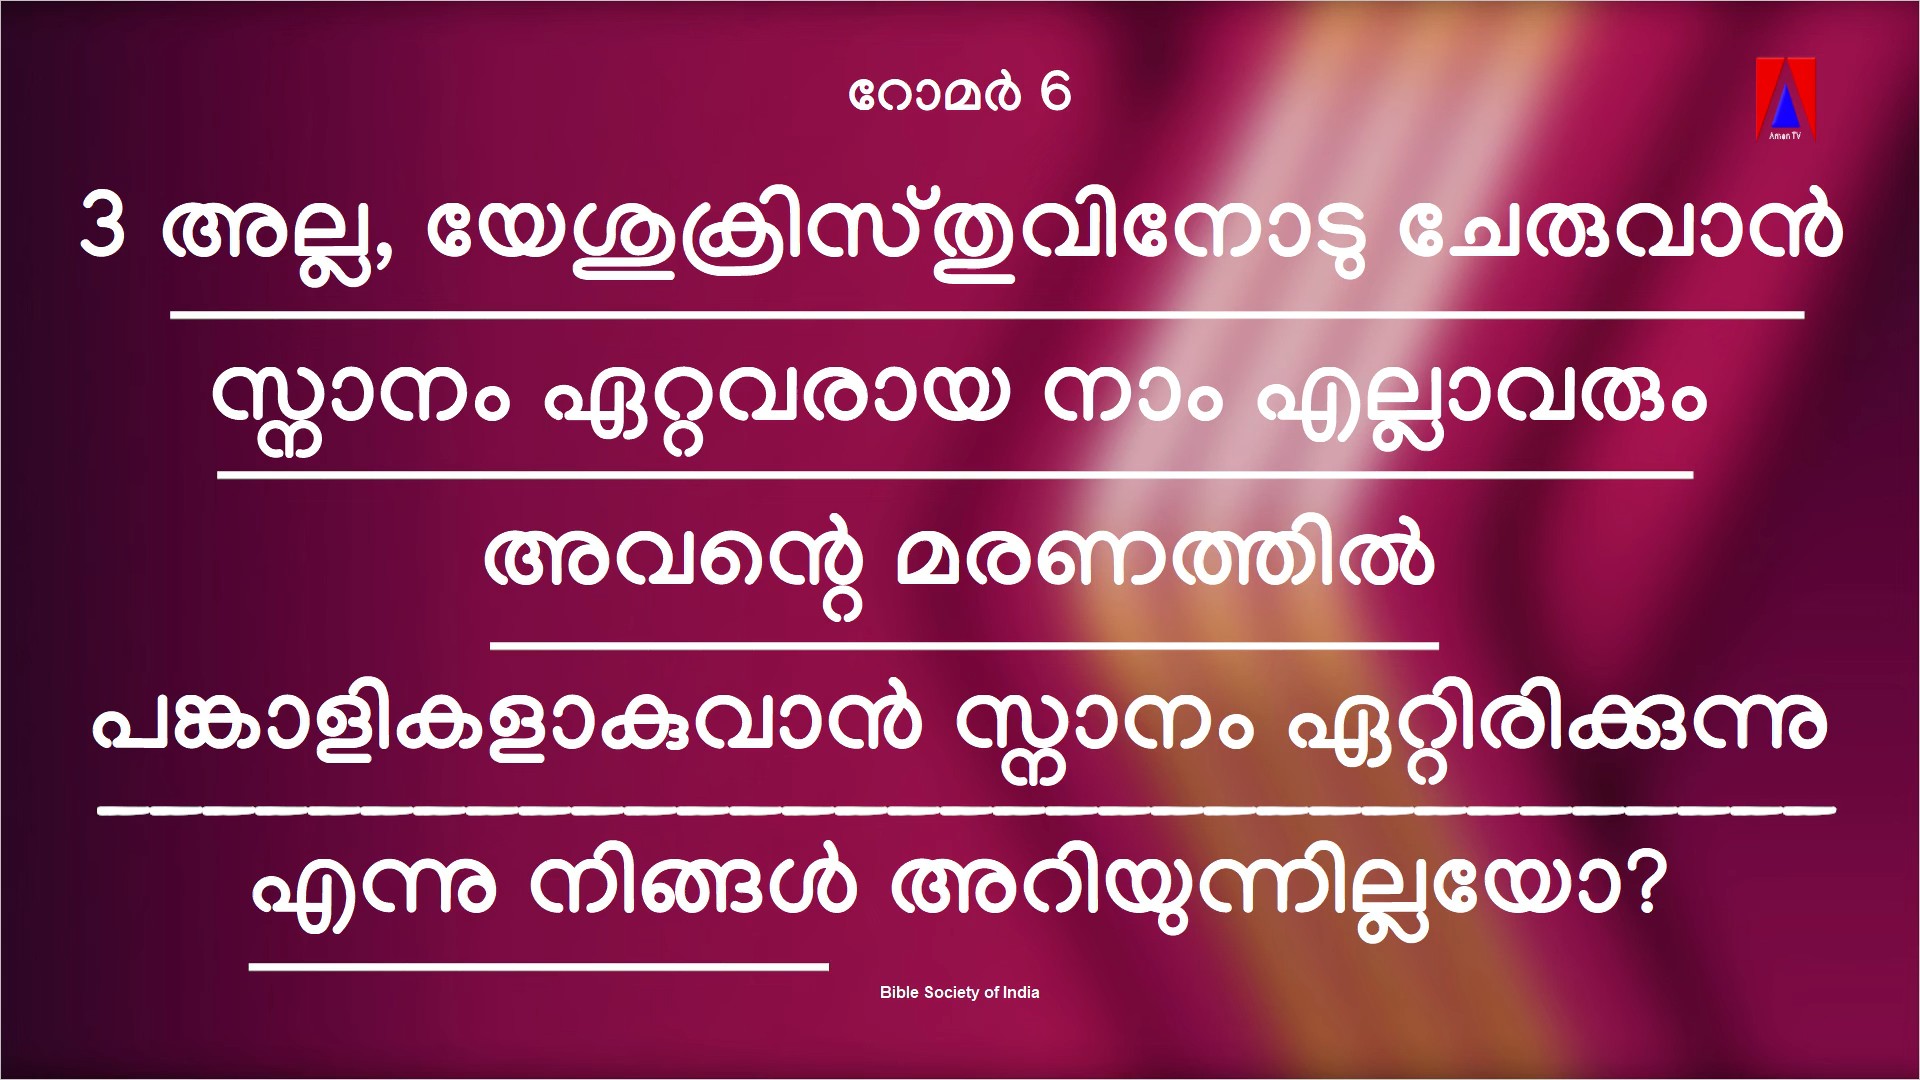 റോമർ 6
Amen TV
3 അല്ല, യേശുക്രിസ്തുവിനോടു ചേരുവാൻ
സ്നാനം ഏറ്റവരായ നാം എല്ലാവരും
അവന്റെ മരണത്തിൽ
പങ്കാളികളാകുവാൻ സ്നാനം ഏറ്റിരിക്കുന്നു
എന്നു നിങ്ങൾ അറിയുന്നില്ലയോ?
Bible Society of India